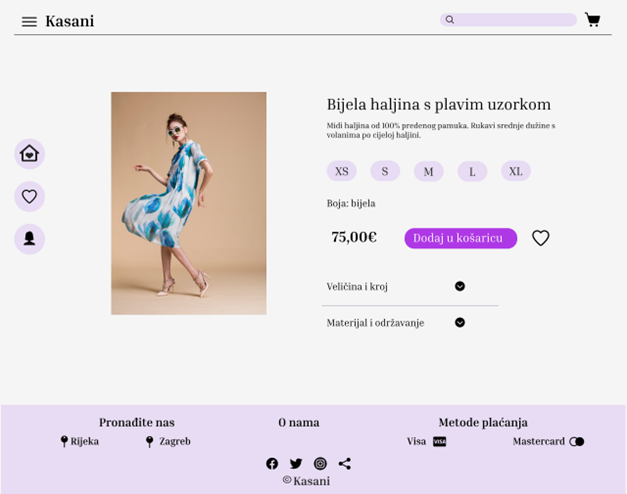 Kasani
Bijela haljina s plavim uzorkom
Midi haljina od 100% pređenog pamuka. Rukavi srednje dužine s
volanima po cijeloj haljini.
XS S M L XL
Boja: bijela
75,00€ Dodaj u košaricu
Veličina i kroj
Materijal i održavanje
Pronađite nas O nama Metode plaćanja
Rijeka Zagreb Visa VISA Mastercard
© Kasani